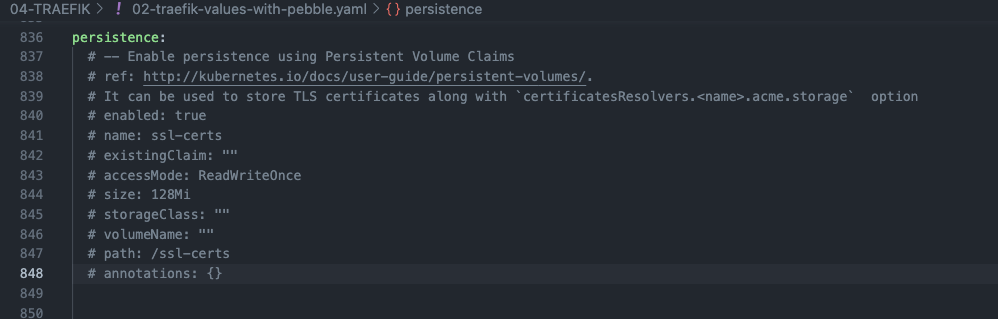 04-TRAEFIK > ! 02-traefik-values-with-pebble.yaml > {} persistence
836 persistence:
837 # -- Enable persistence using Persistent Volume Claims
838 # ref: http://kubernetes.io/docs/user-guide/persistent-volumes/.
839 # It can be used to store TLS certificates along with `certificatesResolvers.<name>.acme.storage`  option
840 # enabled: true
841 # name: ssl-certs
842 # existingClaim: ""
843 # accessMode: ReadWriteOnce
844 # size: 128Mi
845 # storageClass: ""
846 # volumeName: ""
847 # path: /ssl-certs
848 # annotations: {}
849
850